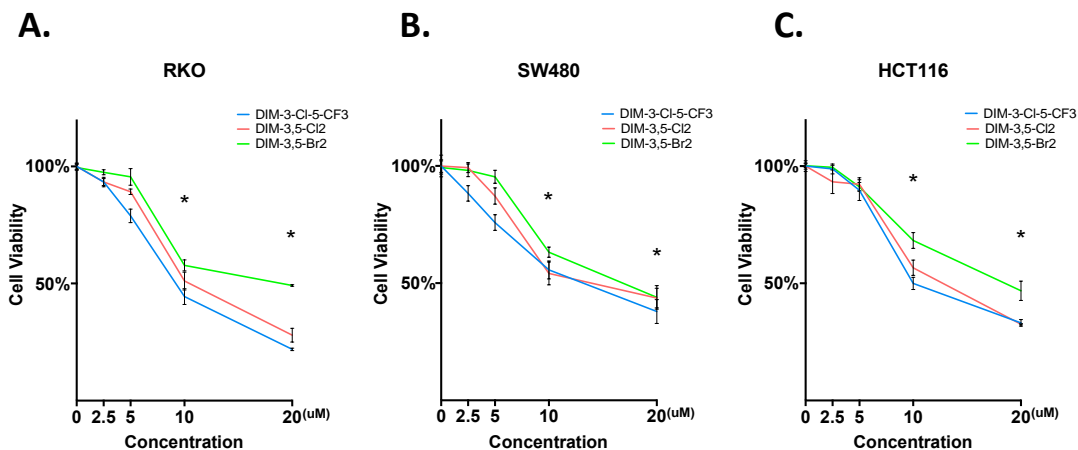 A.
RKO
DIM-3-Cl-5-CF3
DIM-3,5-Cl2
DIM-3,5-Br2
100%
*
*
50%
Cell Viability
0 2.5 5 10 20(uM)
Concentration
B.
SW480
DIM-3-Cl-5-CF3
DIM-3,5-Cl2
DIM-3,5-Br2
100%
*
*
50%
Cell Viability
0 2.5 5 10 20(uM)
Concentration
C.
HCT116
DIM-3-Cl-5-CF3
DIM-3,5-Cl2
DIM-3,5-Br2
100%
*
*
50%
Cell Viability
0 2.5 5 10 20(uM)
Concentration